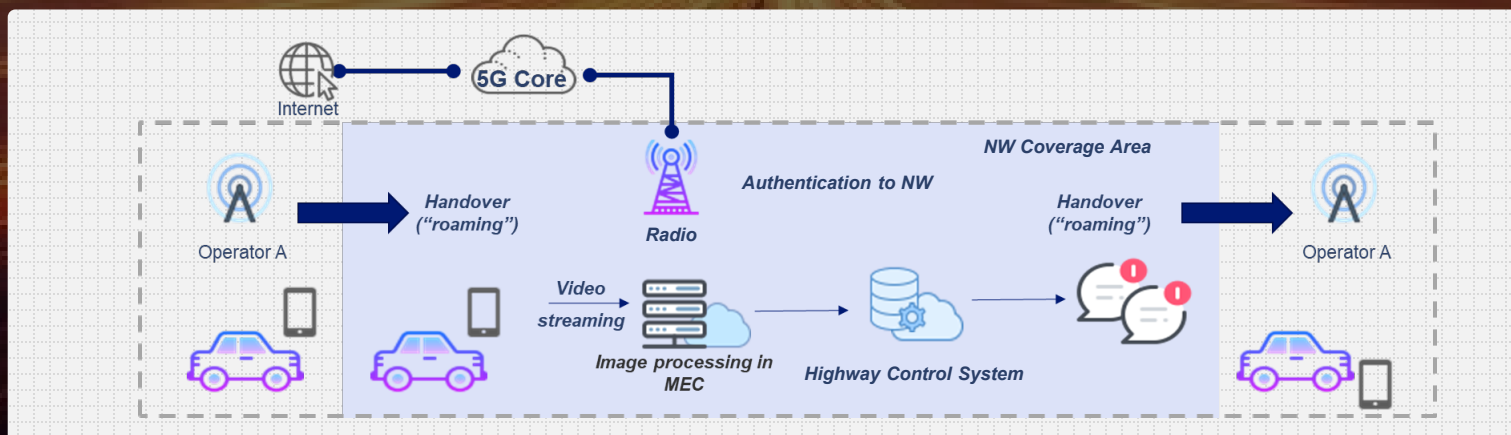 5G Core
Internet
NW Coverage Area
Authentication to NW
Handover
("roaming")
Handover
("roaming")
Radio
Operator A
Operator A
Video
streaming
Image processing in
MEC
Highway Control System